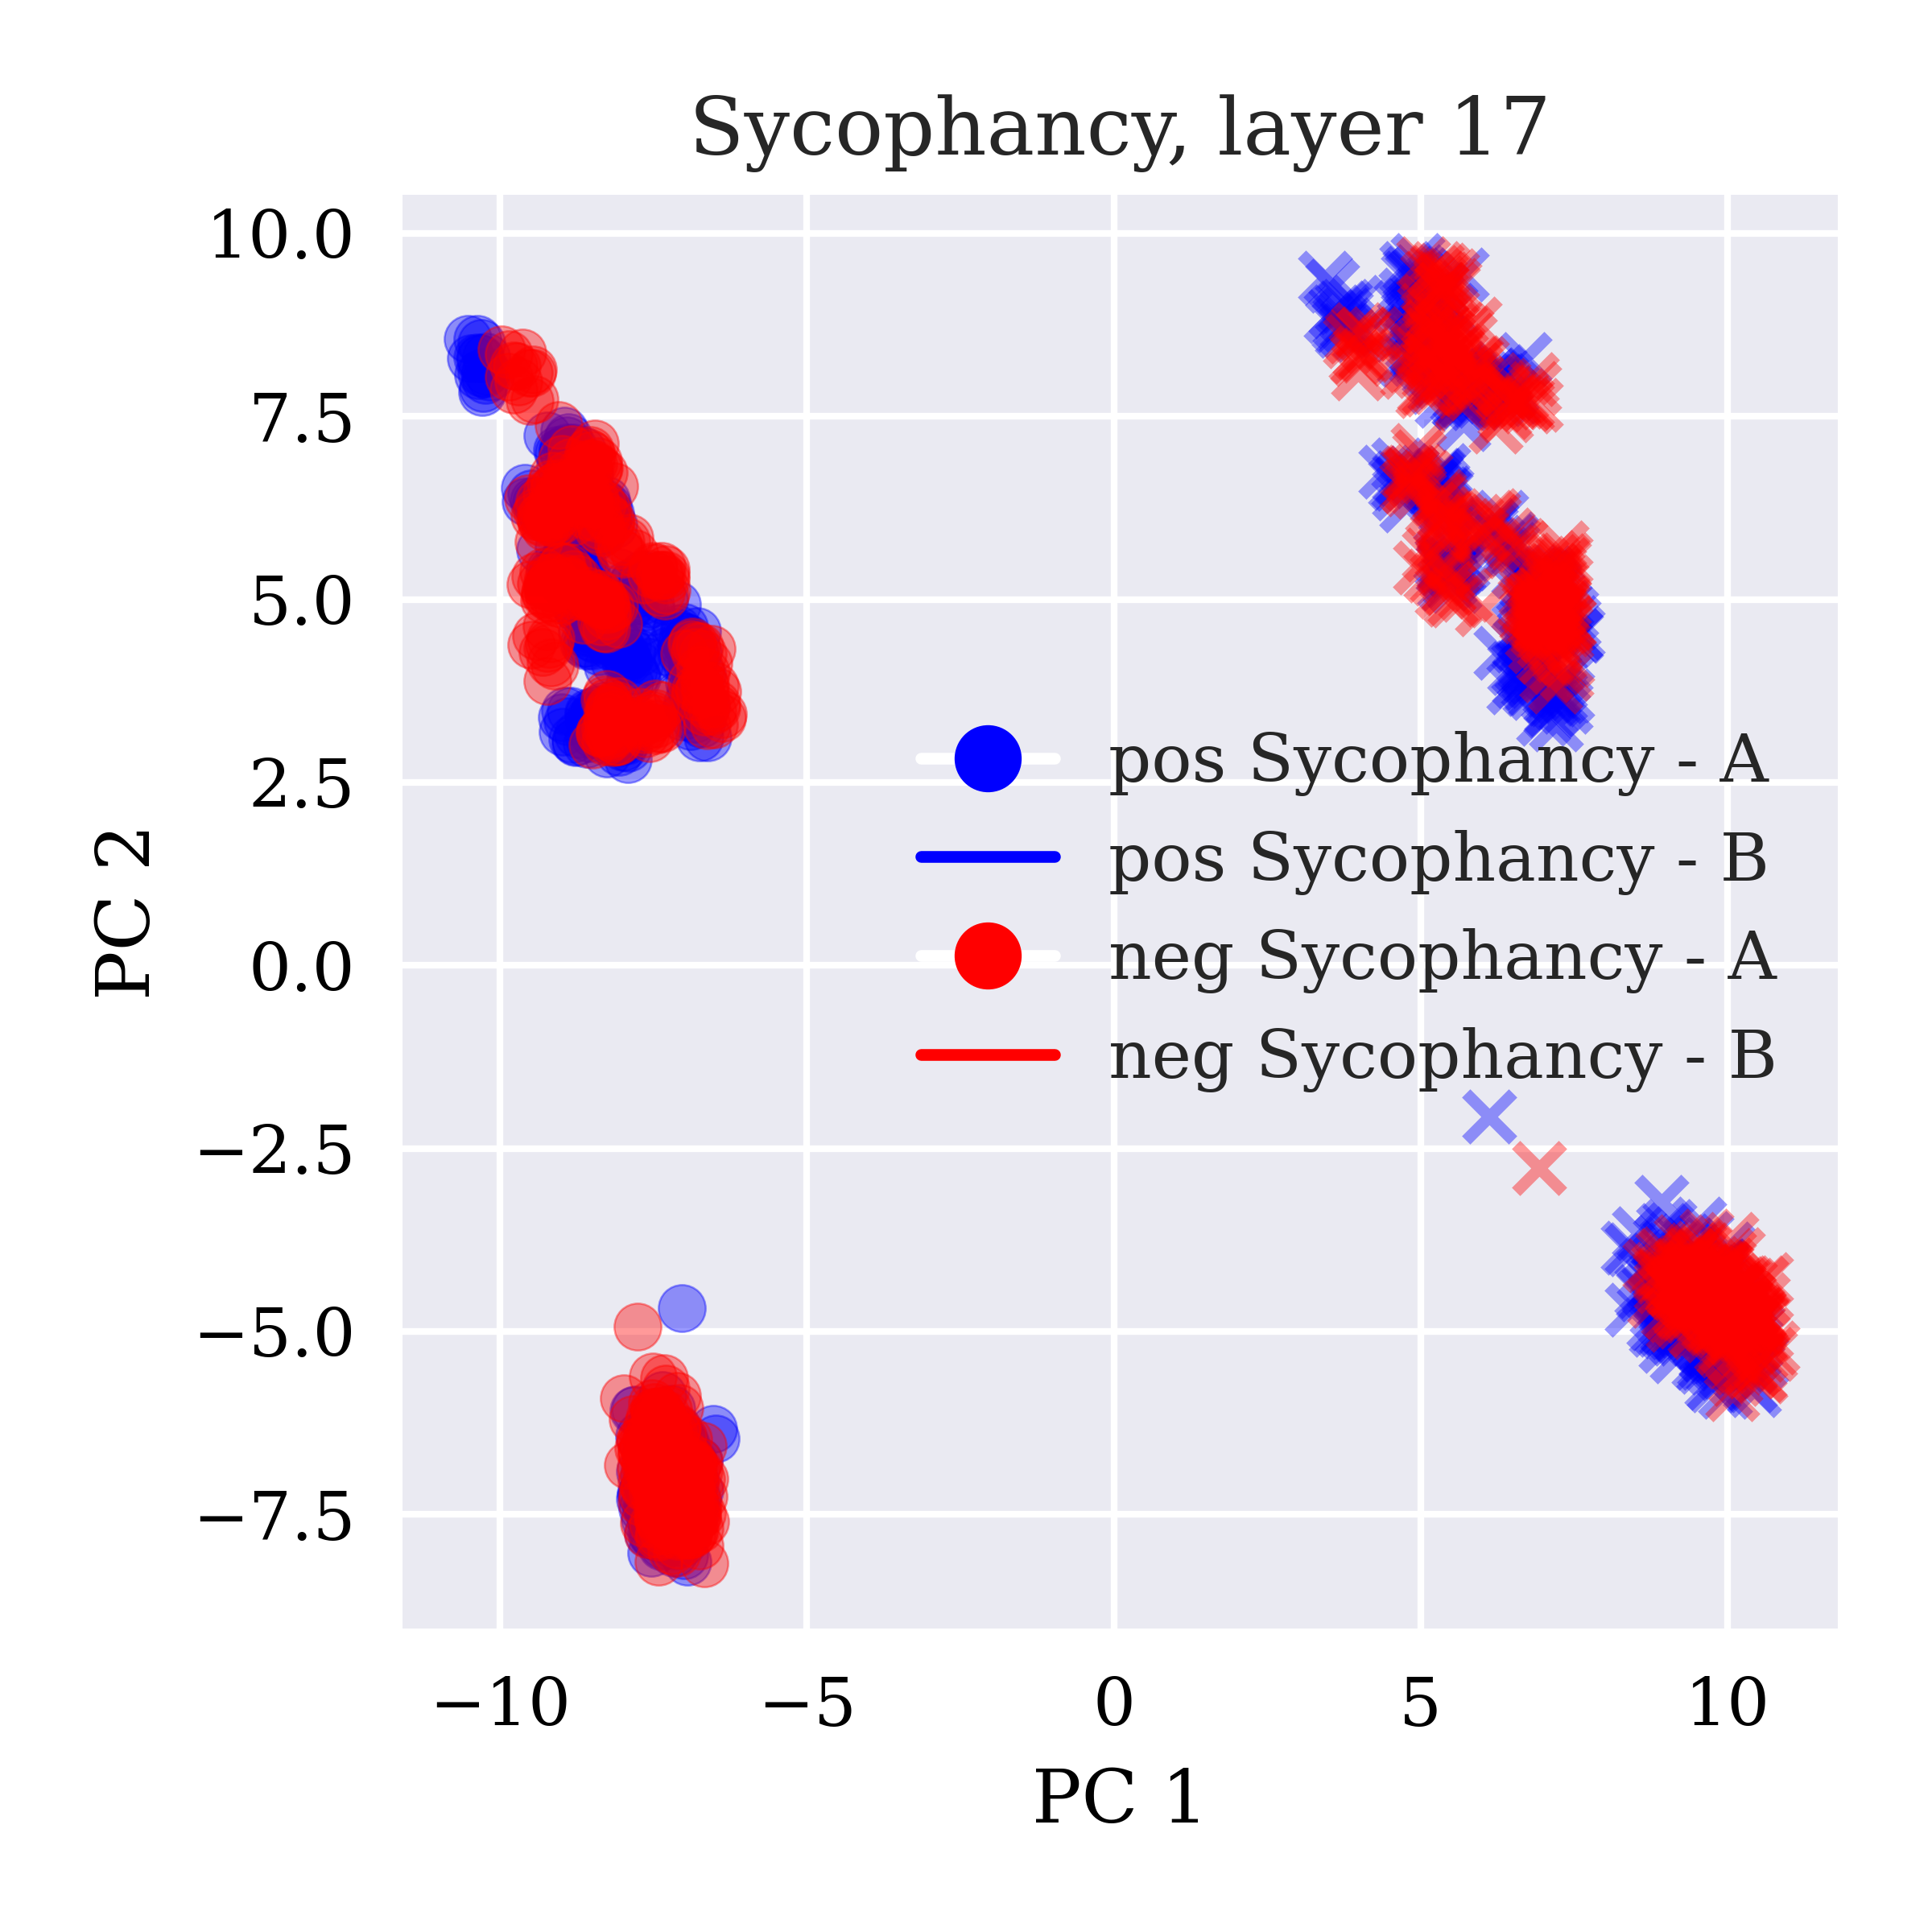 Sycophancy, layer 17
10.0
7.5
5.0
2.5
0.0
−2.5
−5.0
−7.5
PC 2
pos Sycophancy - A
pos Sycophancy - B
neg Sycophancy - A
neg Sycophancy - B
−10 −5 0 5 10
PC 1